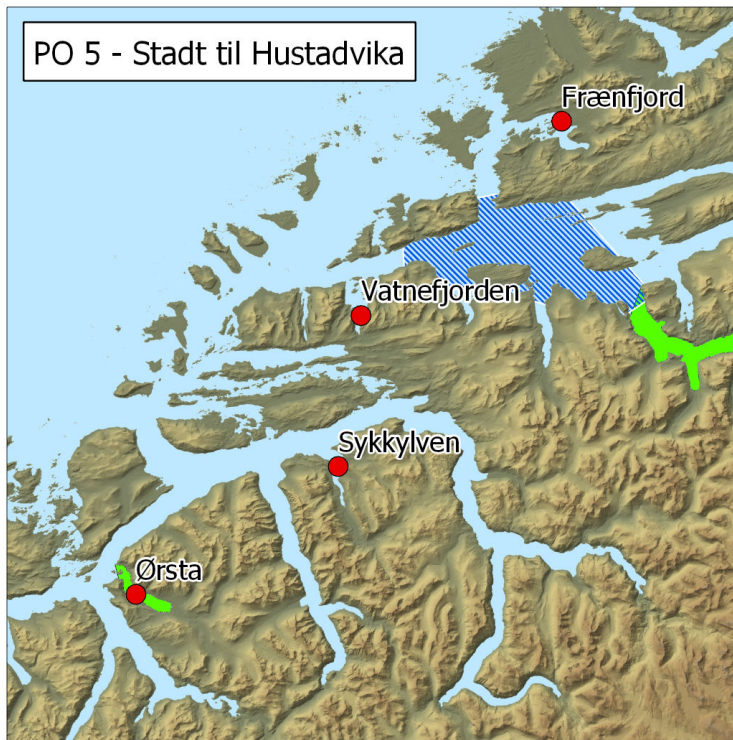 PO 5 - Stadt til Hustadvika
Frænfjord
Vatnefjorden
Sykkylven
Ørsta